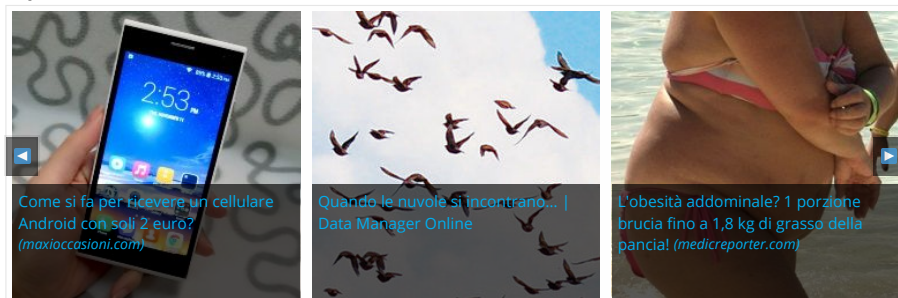 2:53 PM
Come si fa per ricevere un cellulare
Android con soli 2 euro?
(maxioccasioni.com)
Quando le nuvole si incontrano... |
Data Manager Online
L'obesità addominale? 1 porzione
brucia fino a 1,8 kg di grasso della
pancia! (medicreporter.com)